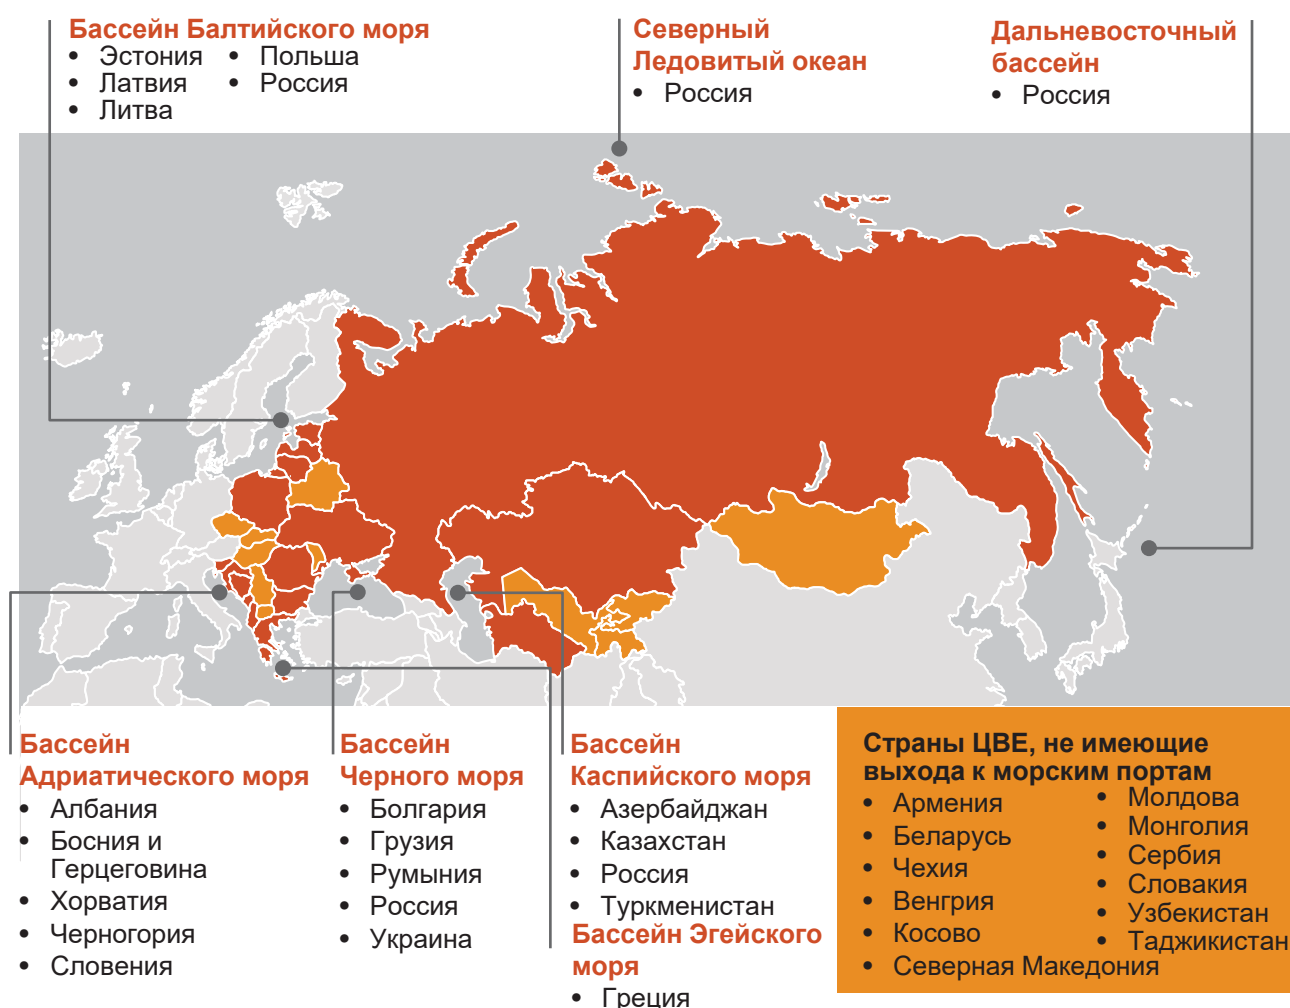 Бассейн Балтийского моря
• Эстония
• Латвия
• Литва
• Польша
• Россия
Северный
Ледовитый океан
• Россия
Дальневосточный
бассейн
• Россия
Бассейн
Адриатического моря
• Албания
• Босния и
Герцеговина
• Хорватия
• Черногория
• Словения
Бассейн
Черного моря
• Болгария
• Грузия
• Румыния
• Россия
• Украина
Бассейн
Каспийского моря
• Азербайджан
• Казахстан
• Россия
• Туркменистан
Бассейн Эгейского
моря
• Греция
Страны ЦВЕ, не имеющие
выхода к морским портам
• Армения
• Беларусь
• Чехия
• Венгрия
• Косово
• Северная Македония
• Молдова
• Монголия
• Сербия
• Словакия
• Узбекистан
• Таджикистан